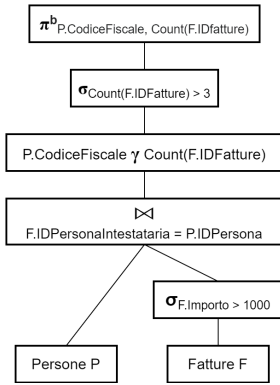 π^b P.CodiceFiscale, Count(F.IDfatture)
σ Count(F.IDFatture) > 3
P.CodiceFiscale γ Count(F.IDFatture)
⋈
F.IDPersonaIntestataria = P.IDPersona
σ F.Importo > 1000
Persone P
Fatture F